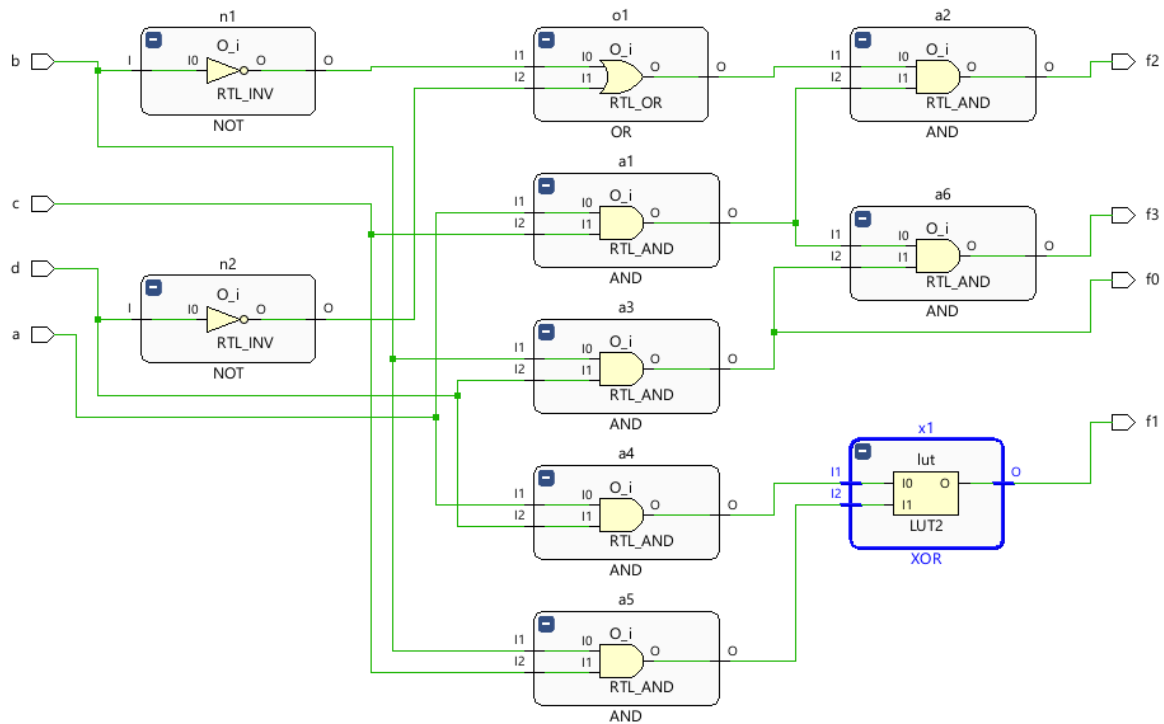 n1
O_i
I
I0
O
O
RTL_INV
NOT
o1
O_i
I1
I0
I2
I1
O
O
RTL_OR
OR
a2
O_i
I1
I0
I2
I1
O
O
RTL_AND
AND
b
f2
c
a1
O_i
I1
I0
I2
I1
O
O
RTL_AND
AND
a6
O_i
I1
I0
I2
I1
O
O
RTL_AND
AND
f3
f0
d
n2
O_i
I
I0
O
O
RTL_INV
NOT
a
a3
O_i
I1
I0
I2
I1
O
O
RTL_AND
AND
a4
O_i
I1
I0
I2
I1
O
O
RTL_AND
AND
x1
lut
I1
I0
O
O
I2
I1
LUT2
XOR
f1
a5
O_i
I1
I0
I2
I1
O
O
RTL_AND
AND